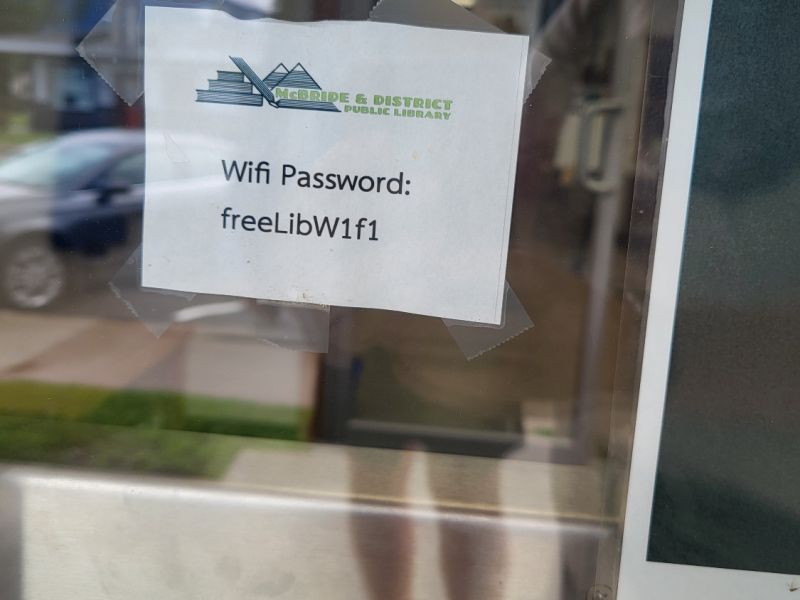 McBRIDE & DISTRICT
PUBLIC LIBRARY
Wifi Password:
freeLibW1f1